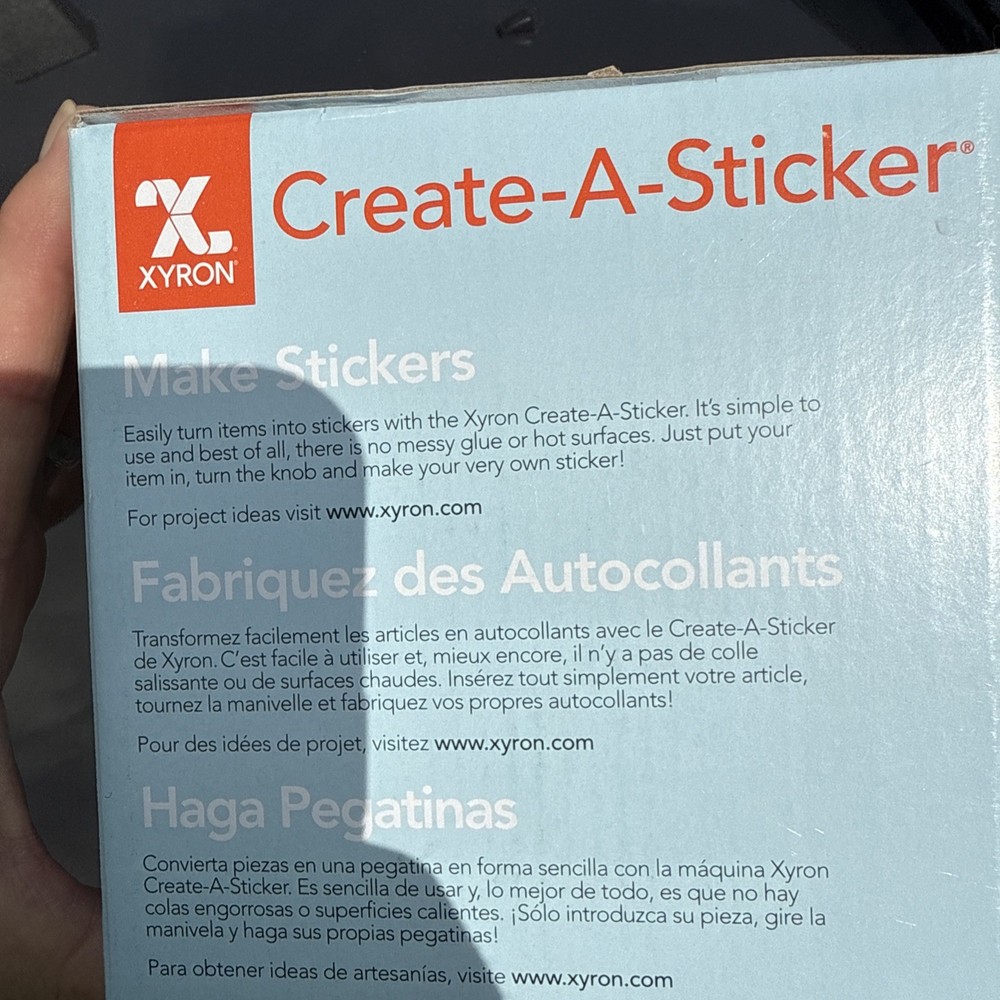 XYRON®
Create-A-Sticker®
Make Stickers
Easily turn items into stickers with the Xyron Create-A-Sticker. It's simple to
use and best of all, there is no messy glue or hot surfaces. Just put your
item in, turn the knob and make your very own sticker!
For project ideas visit www.xyron.com
Fabriquez des Autocollants
Transformez facilement les articles en autocollants avec le Create-A-Sticker
de Xyron. C'est facile à utiliser et, mieux encore, il n'y a pas de colle
salissante ou de surfaces chaudes. Insérez tout simplement votre article,
tournez la manivelle et fabriquez vos propres autocollants!
Pour des idées de projet, visitez www.xyron.com
Haga Pegatinas
Convierta piezas en una pegatina en forma sencilla con la máquina Xyron
Create-A-Sticker. Es sencilla de usar y, lo mejor de todo, es que no hay
colas engorrosas o superficies calientes. ¡Sólo introduzca su pieza, gire la
manivela y haga sus propias pegatinas!
Para obtener ideas de artesanías, visite www.xyron.com